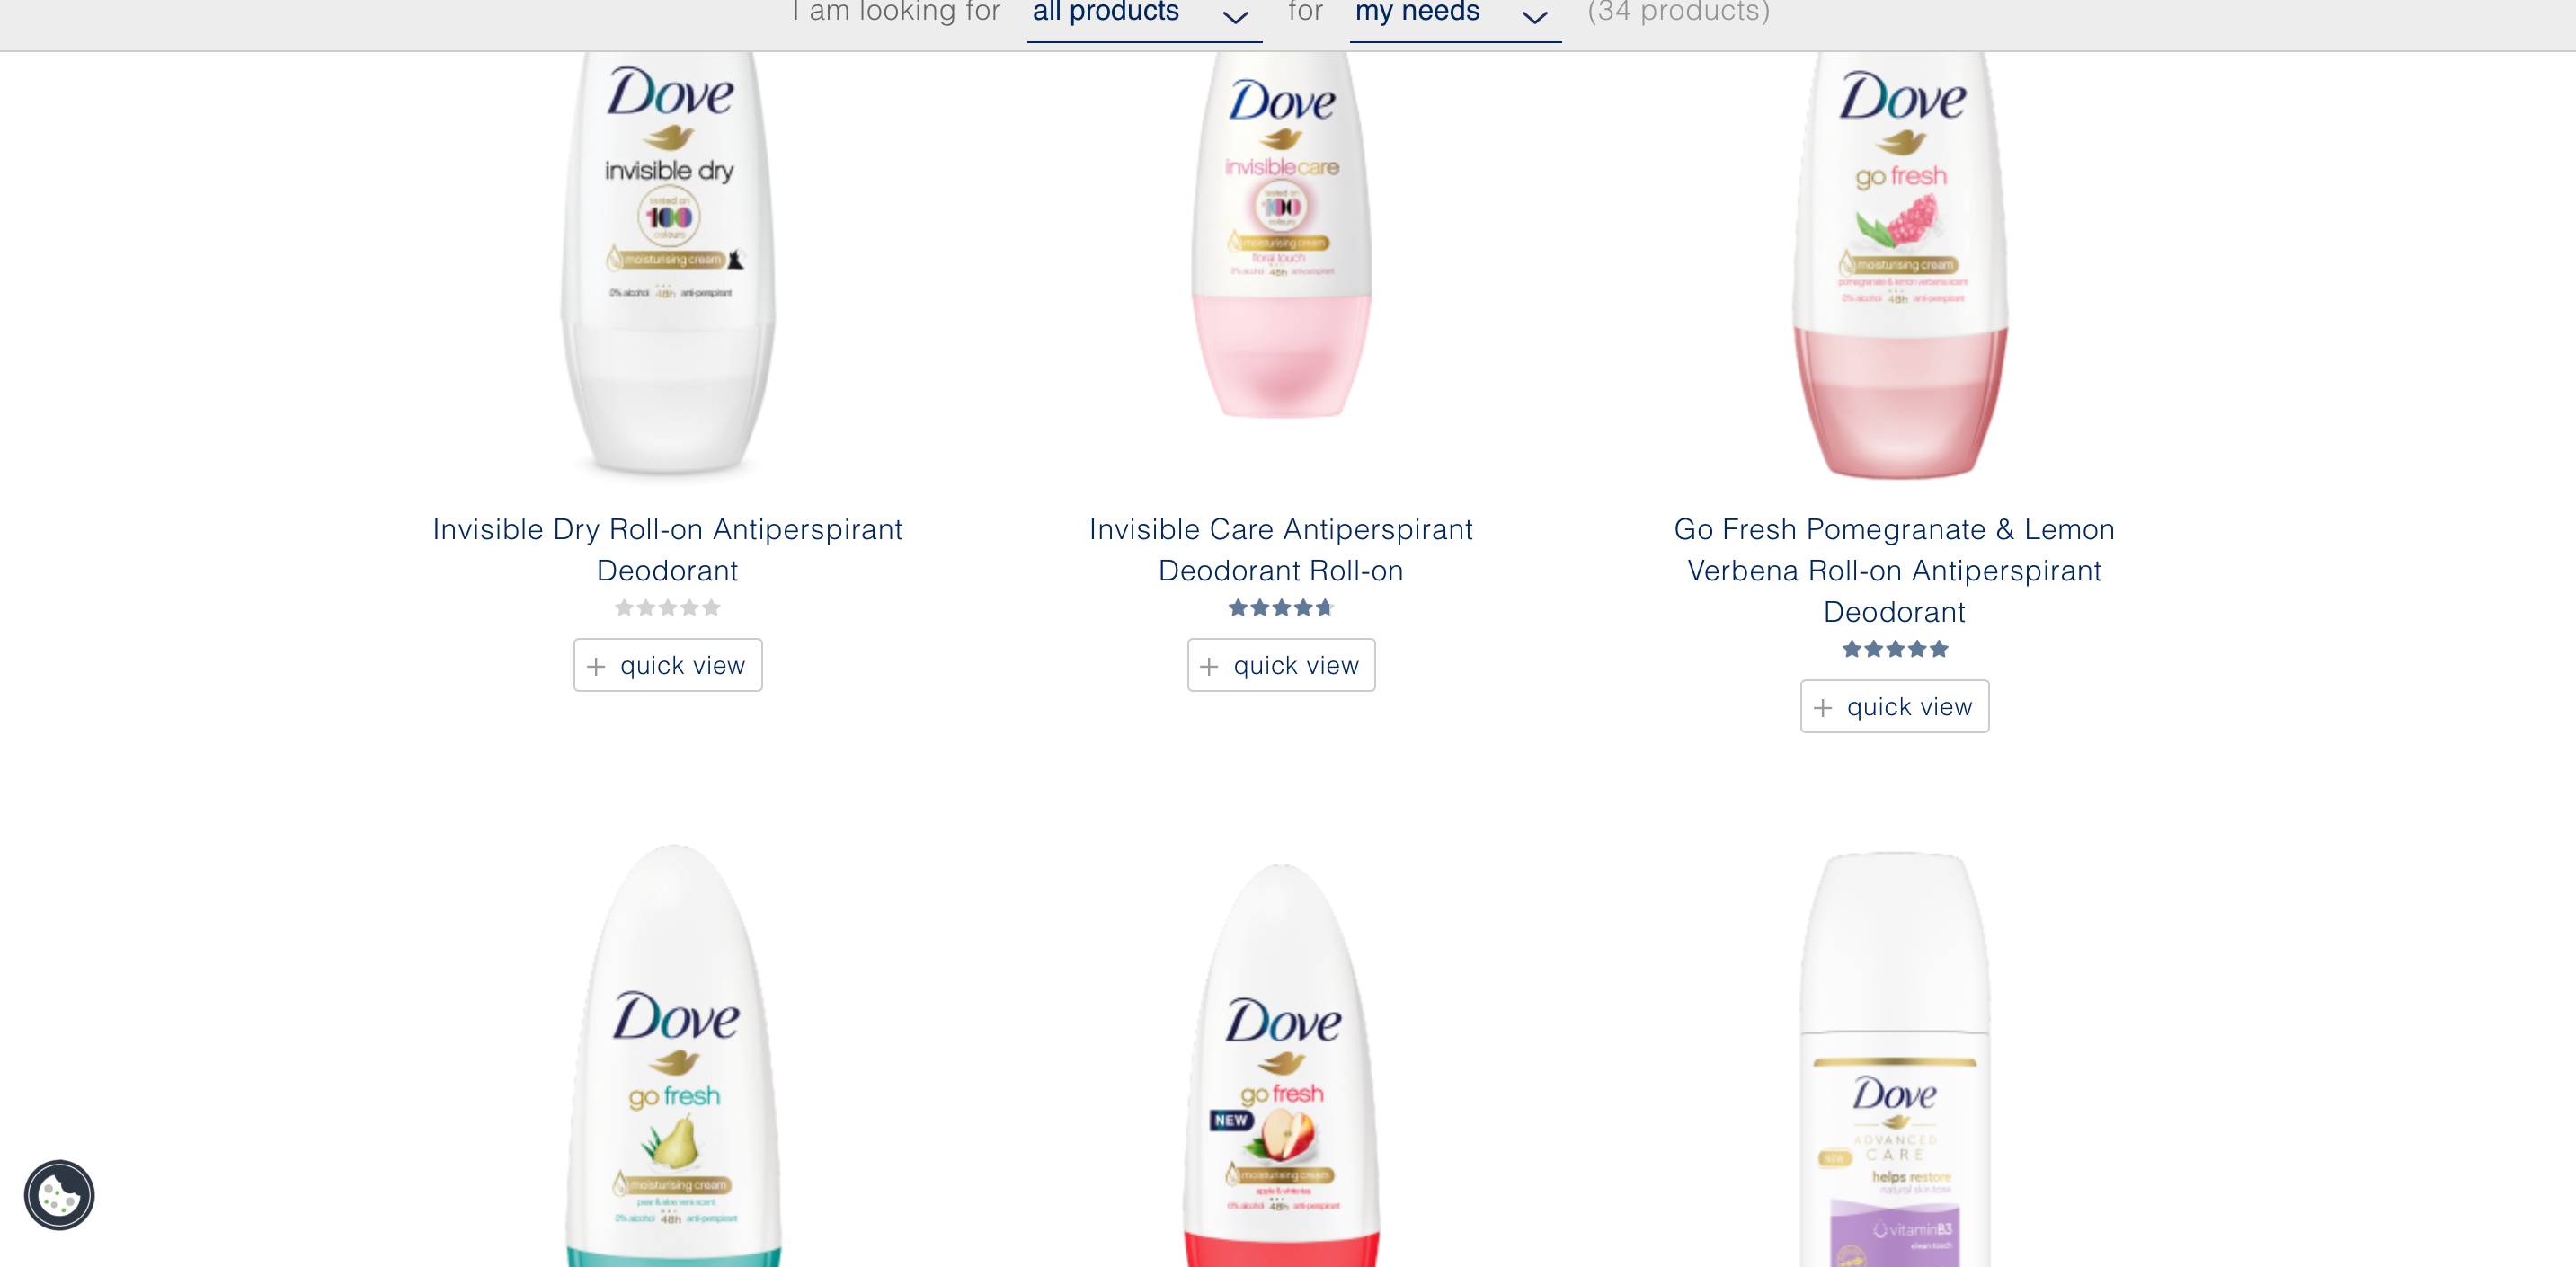 I am looking for all products for my needs (34 products)
Dove
invisible dry
tested on
100
colours
moisturising cream
0% alcohol 48h anti-perspirant
Dove
invisiblecare
tested on
100
colours
moisturising cream
floral touch
0% alcohol 48h anti-perspirant
Dove
go fresh
moisturising cream
pomegranate & lemon verbena scent
0% alcohol 48h anti-perspirant
Invisible Dry Roll-on Antiperspirant
Deodorant
+ quick view
Invisible Care Antiperspirant
Deodorant Roll-on
+ quick view
Go Fresh Pomegranate & Lemon
Verbena Roll-on Antiperspirant
Deodorant
+ quick view
Dove
go fresh
moisturising cream
pear & aloe vera scent
0% alcohol 48h anti-perspirant
Dove
go fresh
NEW
moisturising cream
apple & white tea
0% alcohol 48h anti-perspirant
Dove
ADVANCED
CARE
NEW
helps restore
natural skin tone
vitaminB3
clean touch